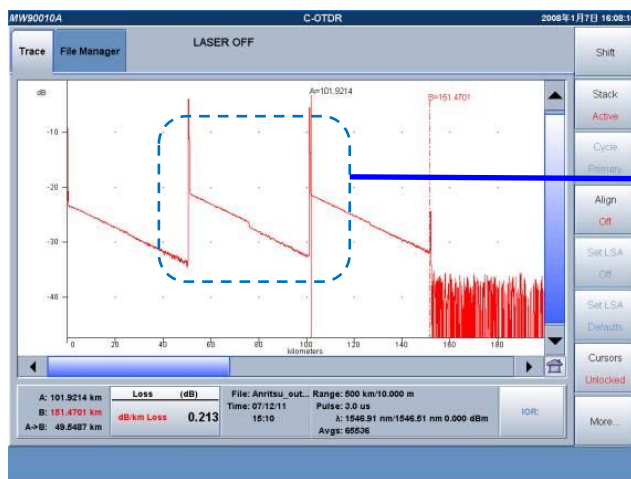 MW90010A C-OTDR 2008年1月7日 16:08:1
Trace File Manager LASER OFF Shift
dB A=101.9214 B=151.4701 Stack
Active
-10
Cycle
Primary
-20
Align
Off
-30
Set LSA
Off
-40
Set LSA
Defaults
0 20 40 60 80 100 120 140 160 180
kilometers
Cursors
Unlocked
A: 101.9214 km Loss (dB) File: Anritsu_out... Range: 500 km/10.000 m
B: 151.4701 km dB/km Loss 0.213 Time: 07/12/11 Pulse: 3.0 us IOR:
A->B: 49.5487 km 15:10 λ: 1546.91 nm/1546.51 nm 0.000 dBm
Avgs: 65536
More...